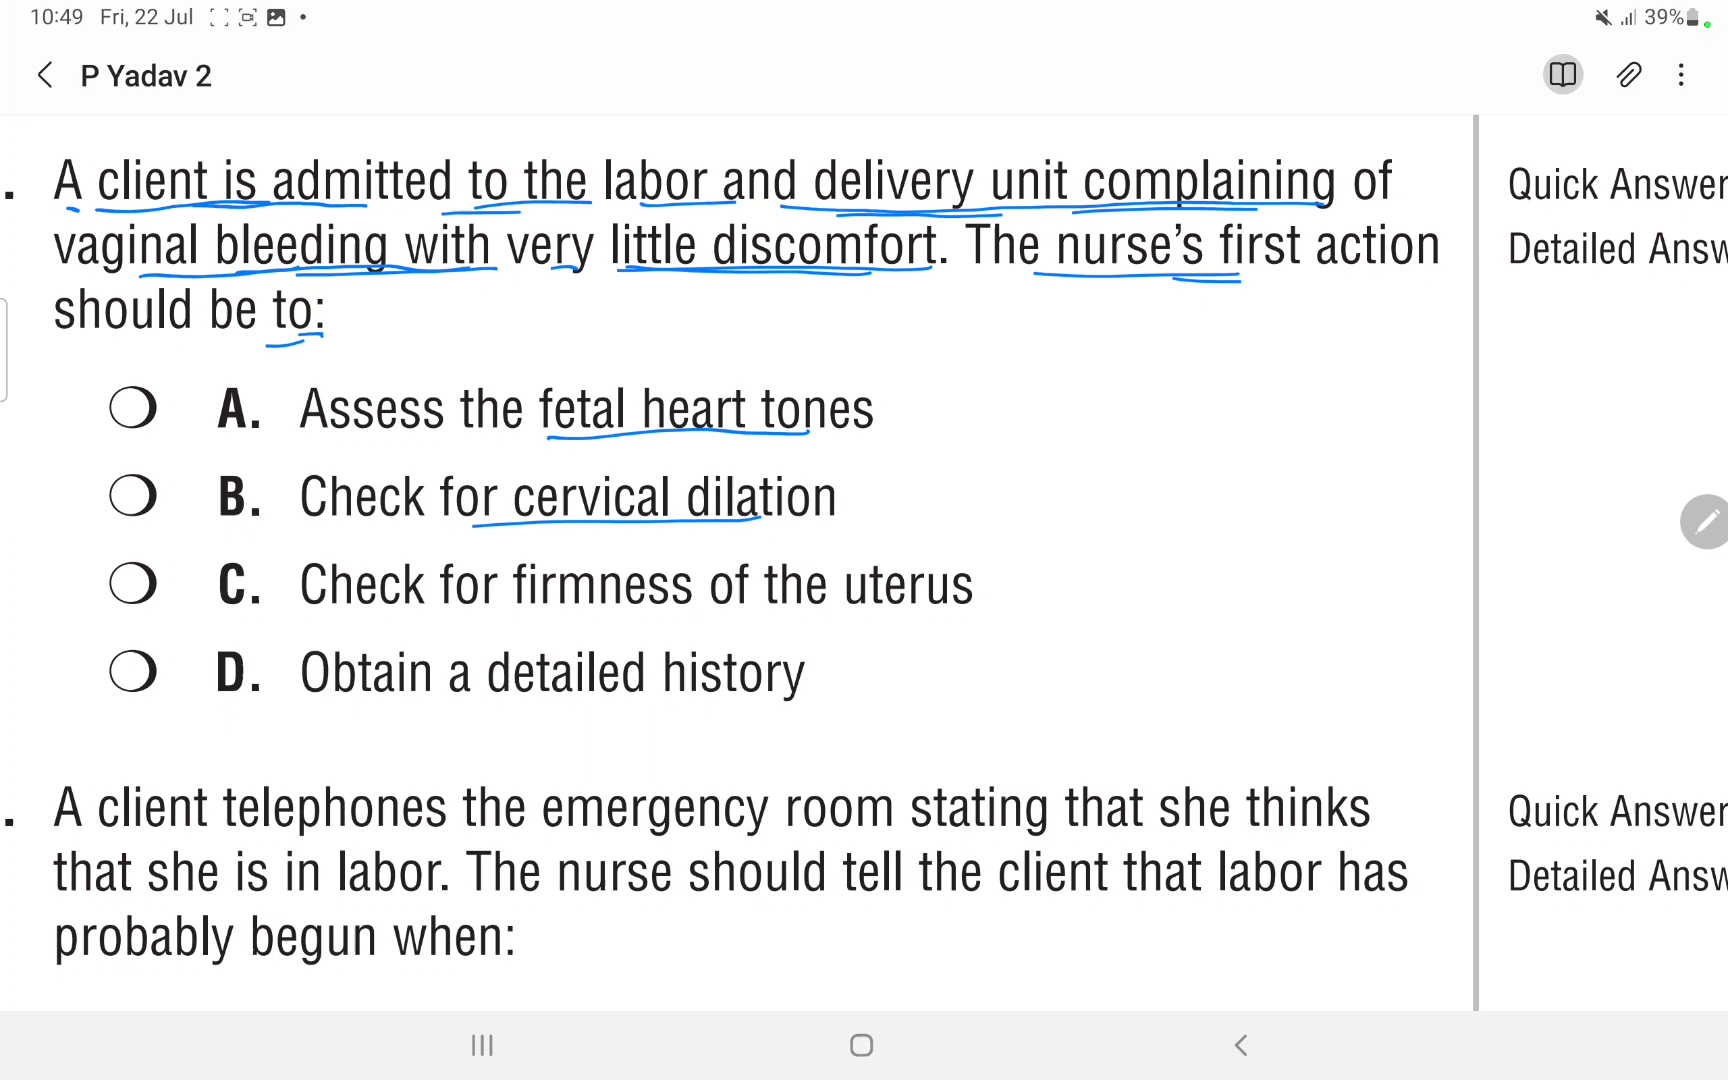 10:49 Fri, 22 Jul 39%
P Yadav 2
. A client is admitted to the labor and delivery unit complaining of
vaginal bleeding with very little discomfort. The nurse's first action
should be to:
A. Assess the fetal heart tones
B. Check for cervical dilation
C. Check for firmness of the uterus
D. Obtain a detailed history
Quick Answer
Detailed Answ
. A client telephones the emergency room stating that she thinks
that she is in labor. The nurse should tell the client that labor has
probably begun when:
Quick Answer
Detailed Answ